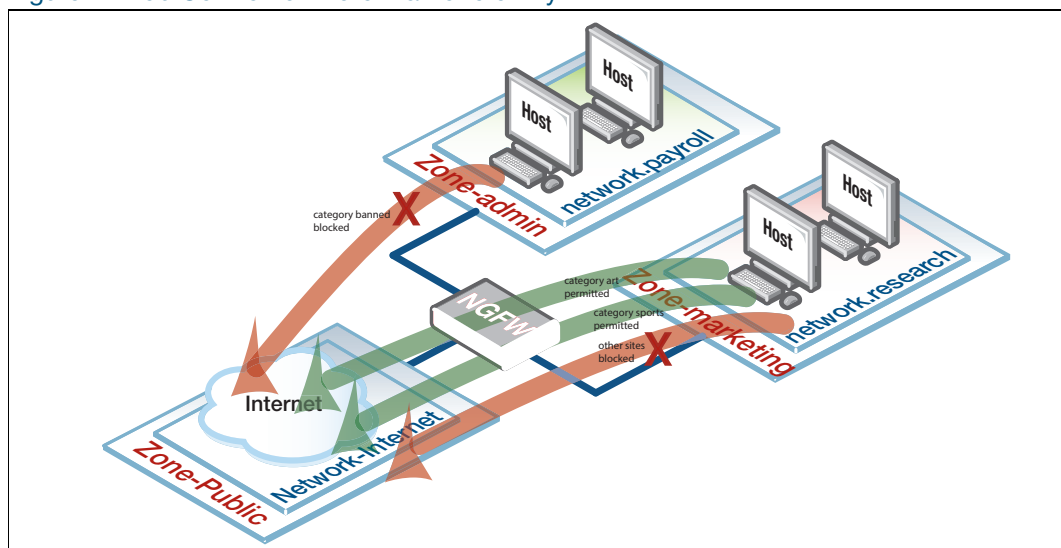 Host
Host
network.payroll
Zone-admin
category banned
blocked
Host
Host
network.research
Zone-marketing
category art
permitted
NGFW
category sports
permitted
other sites
blocked
Internet
Network-Internet
Zone-Public